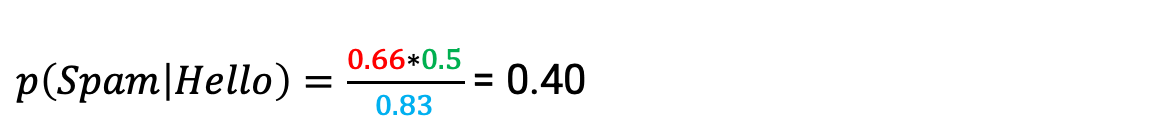 p(Spam|Hello) = 0.66*0.5 / 0.83 = 0.40